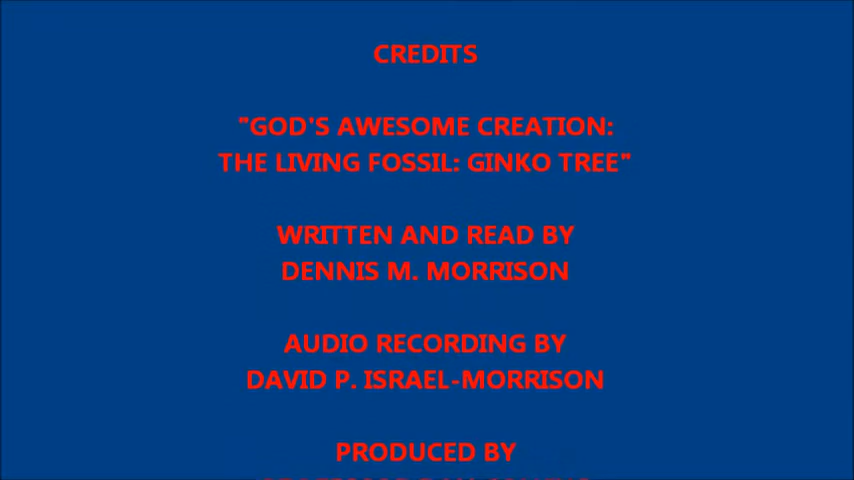 CREDITS
"GOD'S AWESOME CREATION:
THE LIVING FOSSIL: GINKO TREE"
WRITTEN AND READ BY
DENNIS M. MORRISON
AUDIO RECORDING BY
DAVID P. ISRAEL-MORRISON
PRODUCED BY